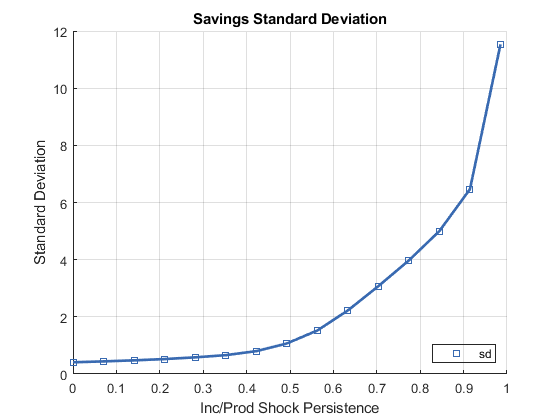 Savings Standard Deviation
12
10
8
6
4
2
0
Standard Deviation
0 0.1 0.2 0.3 0.4 0.5 0.6 0.7 0.8 0.9 1
Inc/Prod Shock Persistence
sd